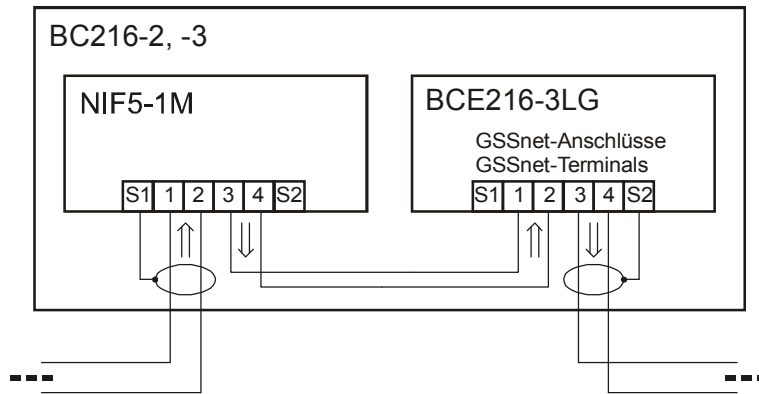 BC216-2, -3
NIF5-1M
BCE216-3LG
GSSnet-Anschlüsse
GSSnet-Terminals
S1 1 2 3 4 S2
S1 1 2 3 4 S2